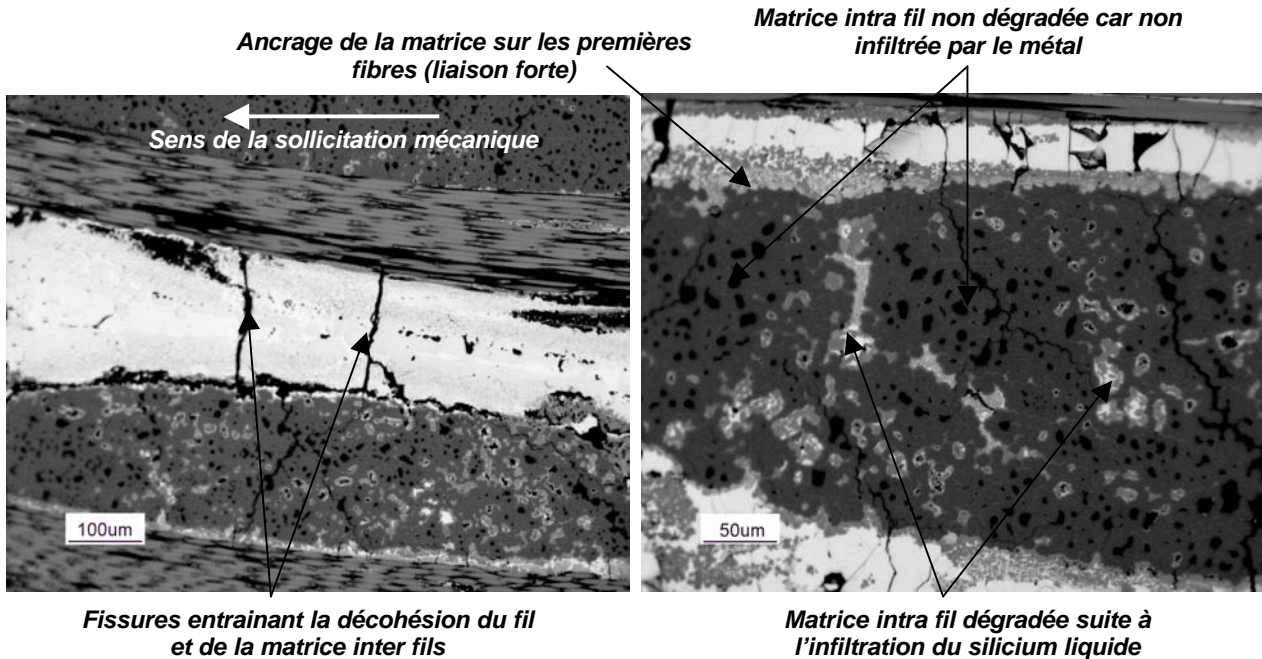 Ancrage de la matrice sur les premières
fibres (liaison forte)
Matrice intra fil non dégradée car non
infiltrée par le métal
Sens de la sollicitation mécanique
100um
50um
Fissures entrainant la décohésion du fil
et de la matrice inter fils
Matrice intra fil dégradée suite à
l'infiltration du silicium liquide